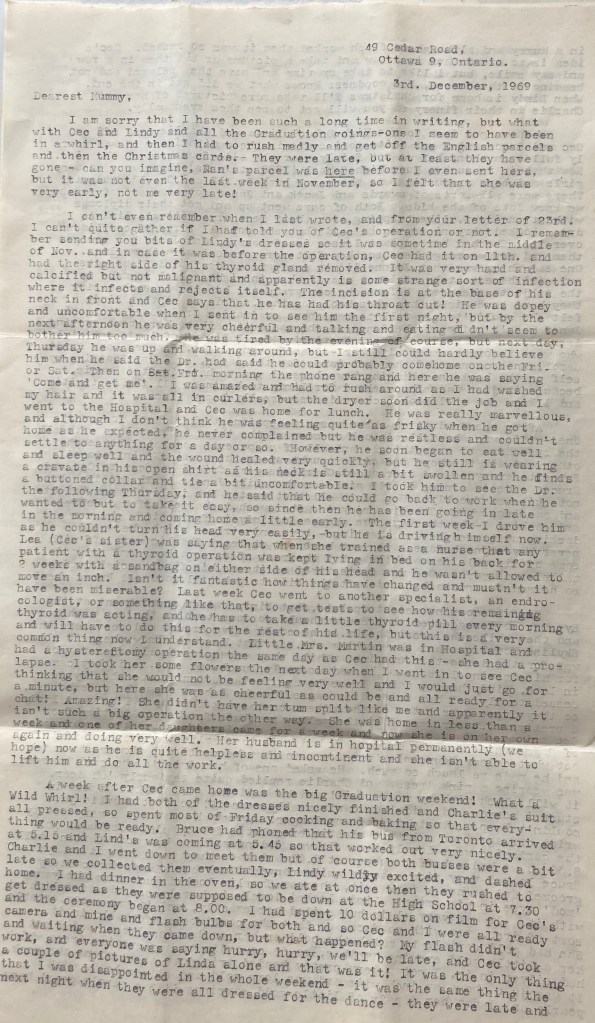 49 Cedar Road,
Ottawa 9, Ontario.
3rd. December, 1969
Dearest Mummy,
I am sorry that I have been such a long time in writing, but what
with Cec and Lindy and all the Graduation goings-ons I seem to have been
in a whirl, and then I had to rush madly and get off the English parcels
and then the Christmas cards. They were late, but at least they have
gone - can you imagine, Nan's parcel was here before I even sent hers,
but it was not even the last week in November, so I felt that she was
very early, not me very late!
I can't even remember when I last wrote, and from your letter of 23rd.
I can't quite gather if I had told you of Cec's operation or not. I remem-
ber sending you bits of Lindy's dresses so it was sometime in the middle
of Nov. and in case it was before the operation, Cec had it on 11th. and
had the right side of his thyroid gland removed. It was very hard and
calcified but not malignant and apparently is some strange sort of infection
where it infects and rejects itself. The incision is at the base of his
neck in front and Cec says that he has had his throat cut! He was dopey
and uncomfortable when I sent in to see him the first night, but by the
next afternoon he was very cheerful and talking and eating didn't seem to
bother him too much. He was tired by the evening of course, but next day,
Thursday he was up and walking around, but I still could hardly believe
him when he said the Dr. had said he could probably comehome on the Fri.
or Sat. Then on Sat.Fri. morning the phone rang and here he was saying
'Come and get me'. I was amazed and had to rush around as I had washed
my hair and it was all in curlers, but the dryer soon did the job and I
went to the Hospital and Cec was home for lunch. He was really marvellous,
and although I don't think he was feeling quite as frisky when he got
home as he expected, he never complained but he was restless and couldn't
settle to anything for a day or so. However, he soon began to eat well
and sleep well and the wound healed very quickly, but he still is wearing
a cravate in his open shirt as his neck is still a bit swollen and he finds
a buttoned collar and tie a bit uncomfortable. I took him to see the Dr.
the following Thursday, and he said that he could go back to work when he
wanted to but to take it easy, so since then he has been going in late
in the morning and coming home a little early. The first week I drove him
as he couldn't turn his head very easily, but he is drivingh imself now.
Lea (Cec's sister) was saying that when she trained as a nurse that any
patient with a thyroid operation was kept lying in bed on his back for
2 weeks with a sandbag on either side of his head and he wasn't allowed to
move an inch. Isn't it fantastic how things have changed and mustn't it
have been miserable? Last week Cec went to another specialist, an endro-
cologist, or something like that, to get tests to see how his remaining
thyroid was acting, and he has to take a little thyroid pill every morning
and will have to do this for the rest of his life, but this is a very
common thing now I understand. Little Mrs. Martin was in Hospital and
had a hysterectomy operation the same day as Cec had this - she had a pro-
lapse. I took her some flowers the next day when I went in to see Cec
thinking that she would not be feeling very well and I would just go for
a minute, but here she was as cheerful as could be and all ready for a
chat! Amazing! She didn't have her tum split like me and apparently it
isn't such a big operation the other way. She was home in less than a
week and one of her daughters came for a week and now she is on her own
again and doing very well. Her husband is in hopital permanently (we
hope) now as he is quite helpless and incontinent and she isn't able to
lift him and do all the work.
A week after Cec came home was the big Graduation weekend! What a
Wild Whirl! I had both of the dresses nicely finished and Charlie's suit
all pressed, so spent most of Friday cooking and baking so that every-
thing would be ready. Bruce had phoned that his bus from Toronto arrived
at 5.15 and Lind's was coming at 5.45 so that worked out very nicely.
Charlie and I went down to meet them but of course both busses were a bit
late so we collected them eventually, Lindy wildly excited, and dashed
home. I had dinner in the oven, so we ate at once then they rushed to
get dressed as they were supposed to be down at the High School at 7.30
and the ceremony began at 8.00. I had spent 10 dollars on film for Cec's
camera and mine and flash bulbs for both and so Cec and I were all ready
and waiting when they came down, but what happened? My flash didn't
work, and everyone was saying hurry, hurry, we'll be late, and Cec took
a couple of pictures of Linda alone and that was it! It was the only thing
that I was disappointed in the whole weekend - it was the same thing the
next night when they were all dressed for the dance - they were late and